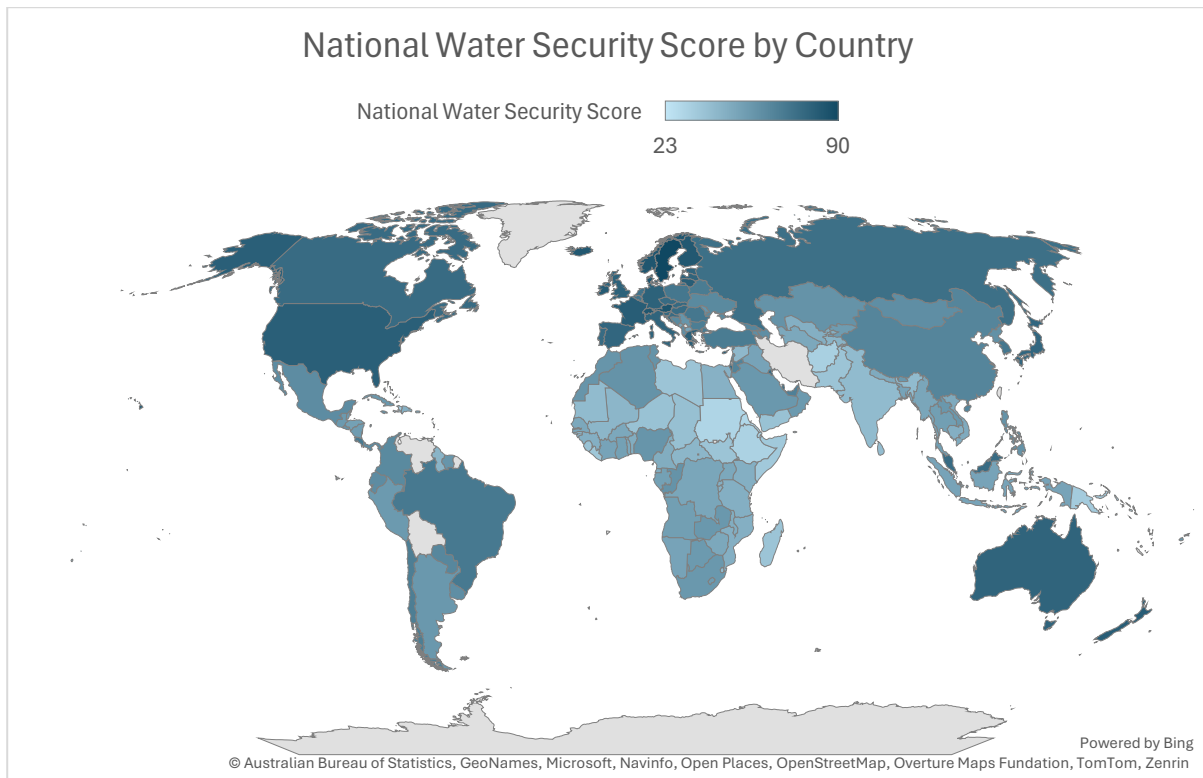 National Water Security Score by Country
National Water Security Score
23 90
Powered by Bing
© Australian Bureau of Statistics, GeoNames, Microsoft, Navinfo, Open Places, OpenStreetMap, Overture Maps Fundation, TomTom, Zenrin